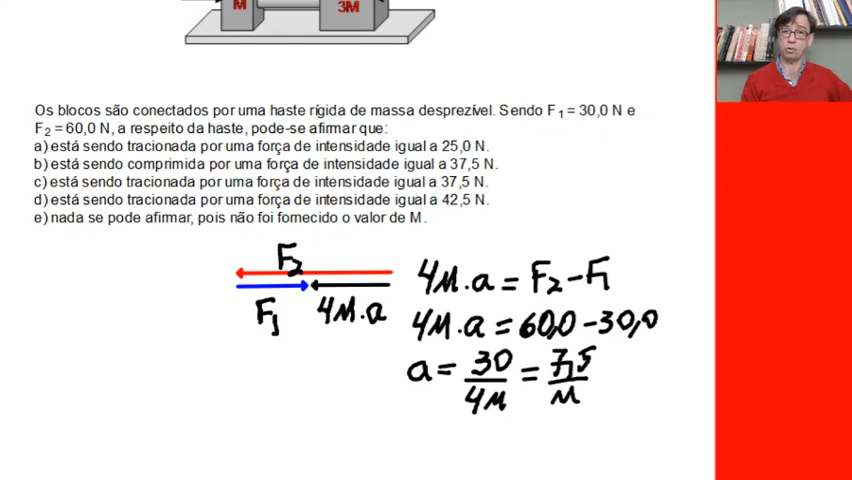 M 3M
Os blocos são conectados por uma haste rígida de massa desprezível. Sendo F1 = 30,0 N e
F2 = 60,0 N, a respeito da haste, pode-se afirmar que:
a) está sendo tracionada por uma força de intensidade igual a 25,0 N.
b) está sendo comprimida por uma força de intensidade igual a 37,5 N.
c) está sendo tracionada por uma força de intensidade igual a 37,5 N.
d) está sendo tracionada por uma força de intensidade igual a 42,5 N.
e) nada se pode afirmar, pois não foi fornecido o valor de M.
F2
F1 4M.a
4M.a = F2 - F1
4M.a = 60,0 - 30,0
a = 30/4M = 7,5/M